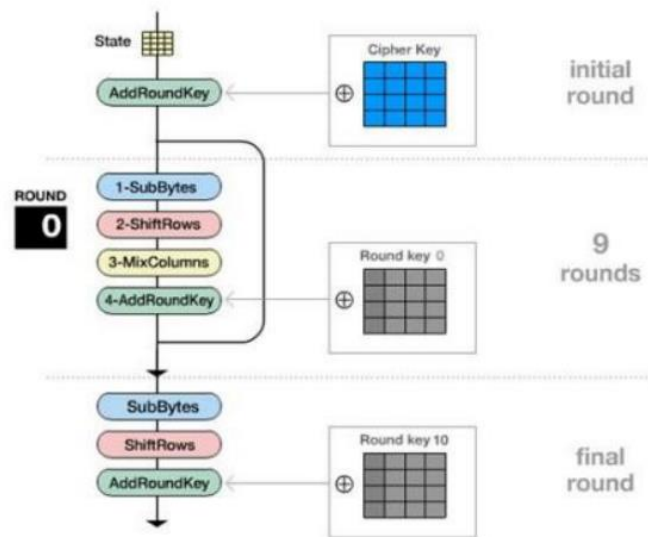 State
AddRoundKey
Cipher Key
⊕
initial
round
ROUND
0
1-SubBytes
2-ShiftRows
3-MixColumns
4-AddRoundKey
Round key 0
⊕
9
rounds
SubBytes
ShiftRows
AddRoundKey
Round key 10
⊕
final
round